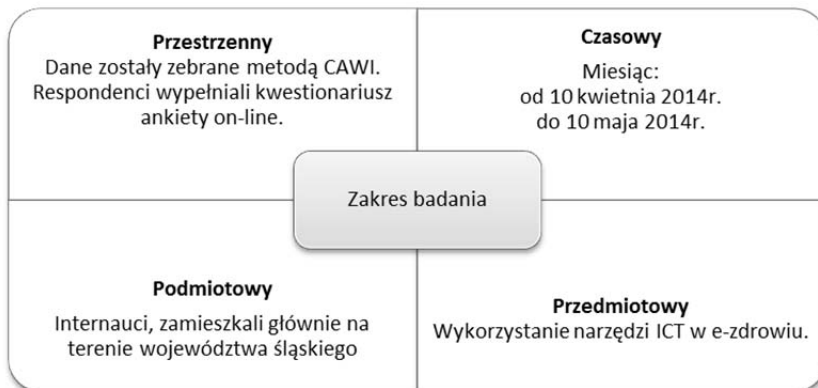 Przestrzenny
Dane zostały zebrane metodą CAWI.
Respondenci wypełniali kwestionariusz
ankiety on-line.
Czasowy
Miesiąc:
od 10 kwietnia 2014r.
do 10 maja 2014r.
Zakres badania
Podmiotowy
Internauci, zamieszkali głównie na
terenie województwa śląskiego
Przedmiotowy
Wykorzystanie narzędzi ICT w e-zdrowiu.